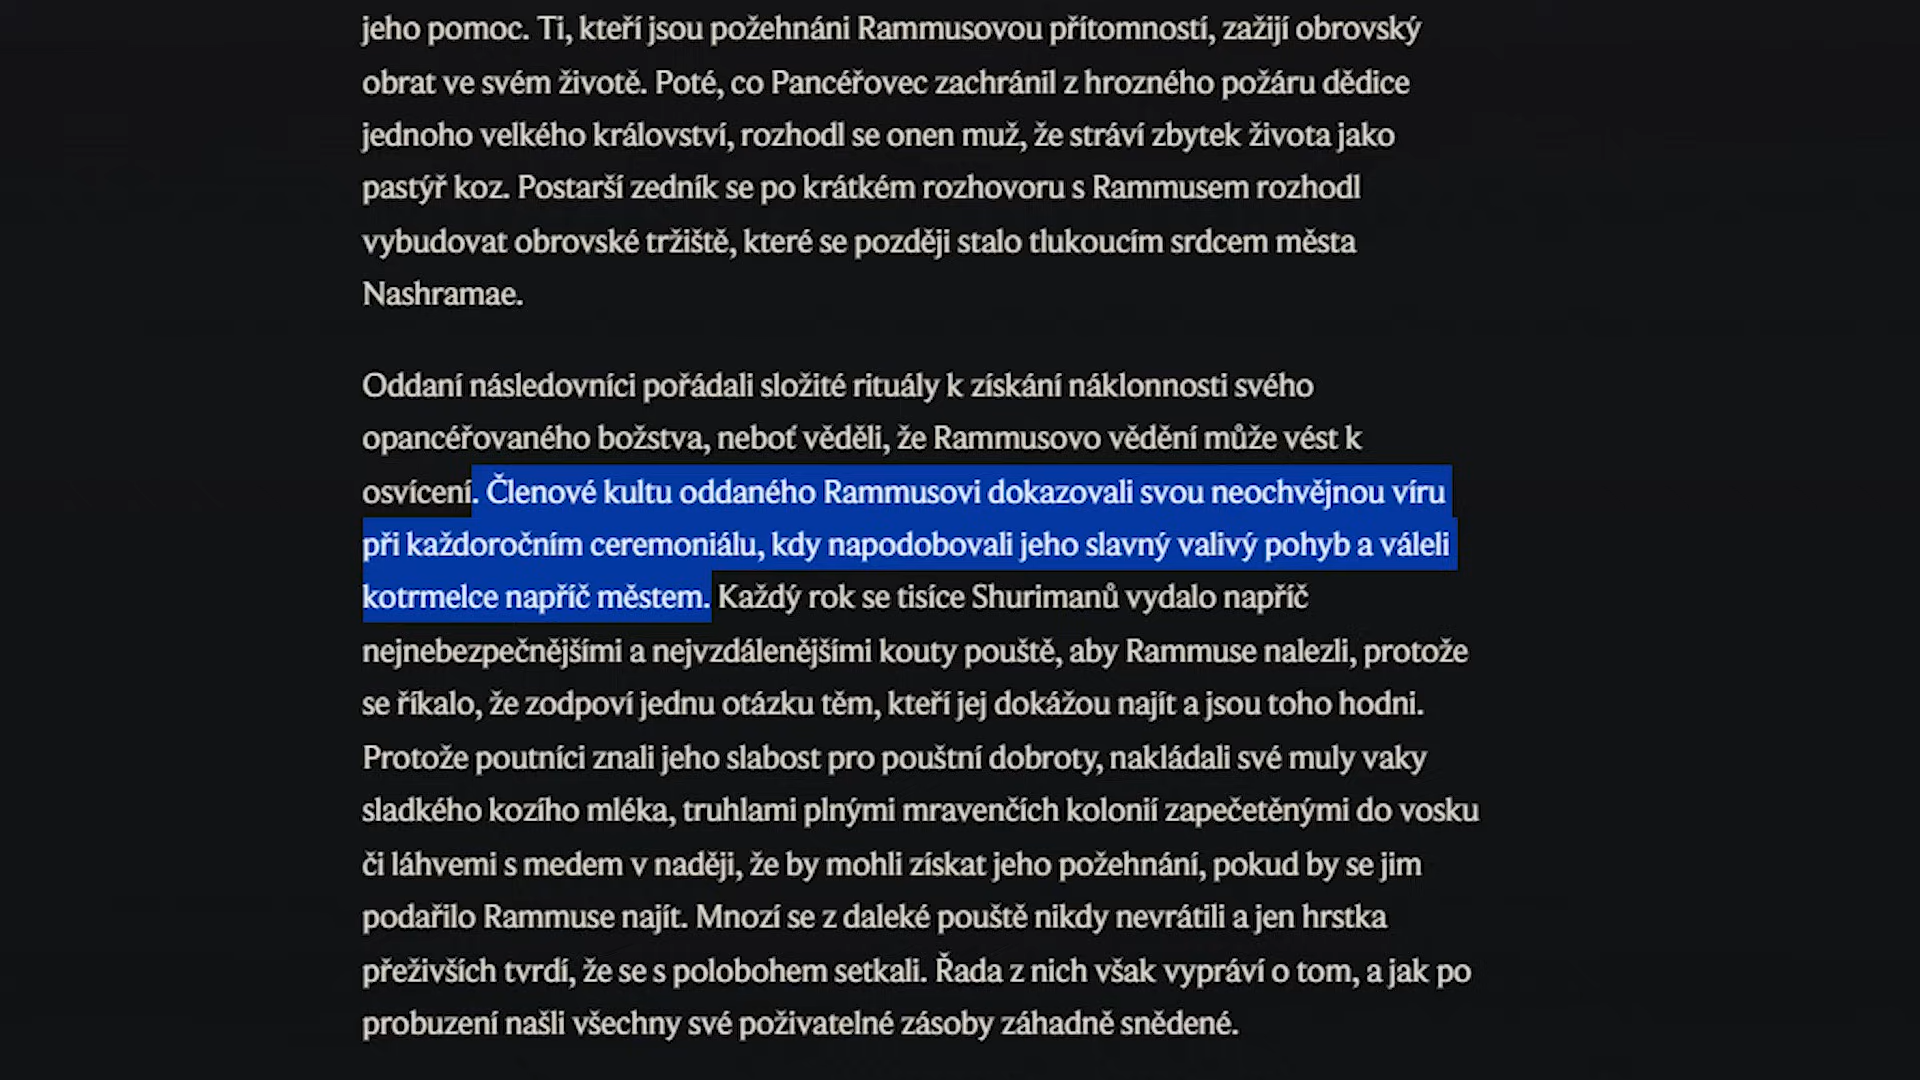 jeho pomoc. Ti, kteří jsou požehnáni Rammusovou přítomností, zažijí obrovský
obrat ve svém životě. Poté, co Pancéřovec zachránil z hrozného požáru dědice
jednoho velkého království, rozhodl se onen muž, že stráví zbytek života jako
pastýř koz. Postarší zedník se po krátkém rozhovoru s Rammusem rozhodl
vybudovat obrovské tržiště, které se později stalo tlukoucím srdcem města
Nashramae.
Oddaní následovníci pořádali složité rituály k získání náklonnosti svého
opancéřovaného božstva, neboť věděli, že Rammusovo vědění může vést k
osvícení. Členové kultu oddaného Rammusovi dokazovali svou neochvějnou víru
při každoročním ceremoniálu, kdy napodobovali jeho slavný valivý pohyb a váleli
kotrmelce napříč městem. Každý rok se tisíce Shurimanů vydalo napříč
nejnebezpečnějšími a nejvzdálenějšími kouty pouště, aby Rammuse nalezli, protože
se říkalo, že zodpoví jednu otázku těm, kteří jej dokážou najít a jsou toho hodni.
Protože poutníci znali jeho slabost pro pouštní dobroty, nakládali své muly vaky
sladkého kozího mléka, truhlami plnými mravenčích kolonií zapečetěnými do vosku
či láhvemi s medem v naději, že by mohli získat jeho požehnání, pokud by se jim
podařilo Rammuse najít. Mnozí se z daleké pouště nikdy nevrátili a jen hrstka
přeživších tvrdí, že se s polobohem setkali. Řada z nich však vypráví o tom, a jak po
probuzení našli všechny své poživatelné zásoby záhadně snědené.